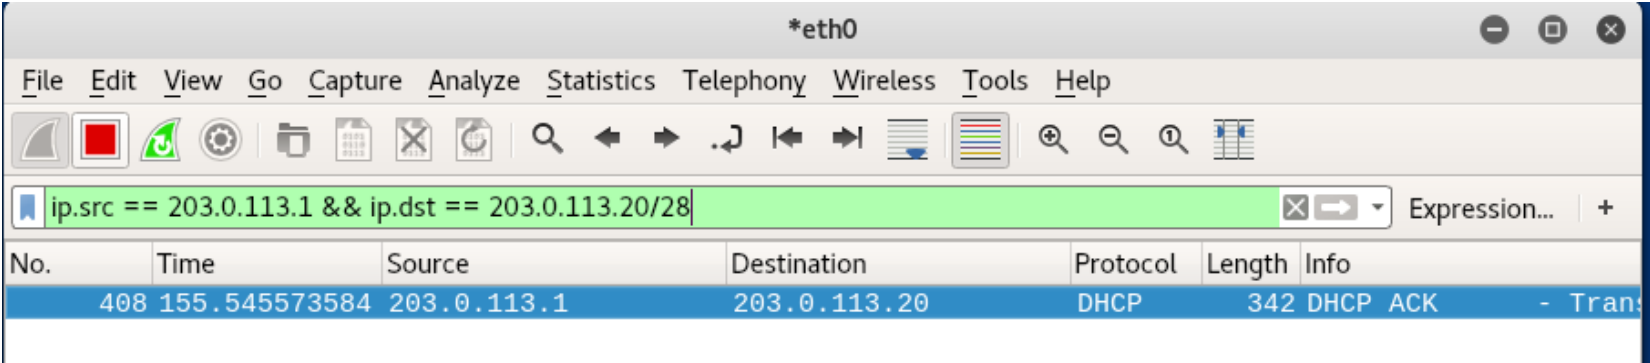 *eth0
File Edit View Go Capture Analyze Statistics Telephony Wireless Tools Help
ip.src == 203.0.113.1 && ip.dst == 203.0.113.20/28 Expression... +
No. Time Source Destination Protocol Length Info
408 155.545573584 203.0.113.1 203.0.113.20 DHCP 342 DHCP ACK - Trans